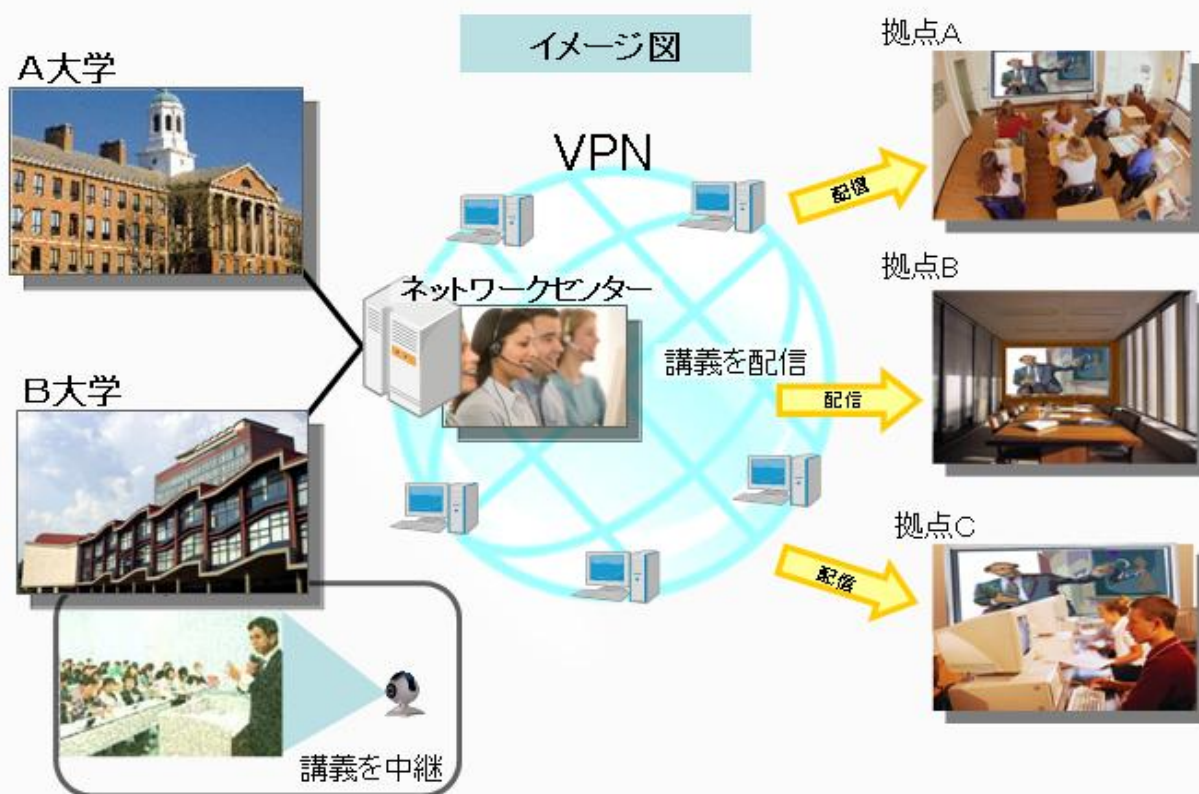 イメージ図
A大学
B大学
講義を中継
VPN
ネットワークセンター
講義を配信
配信
配信
配信
拠点A
拠点B
拠点C